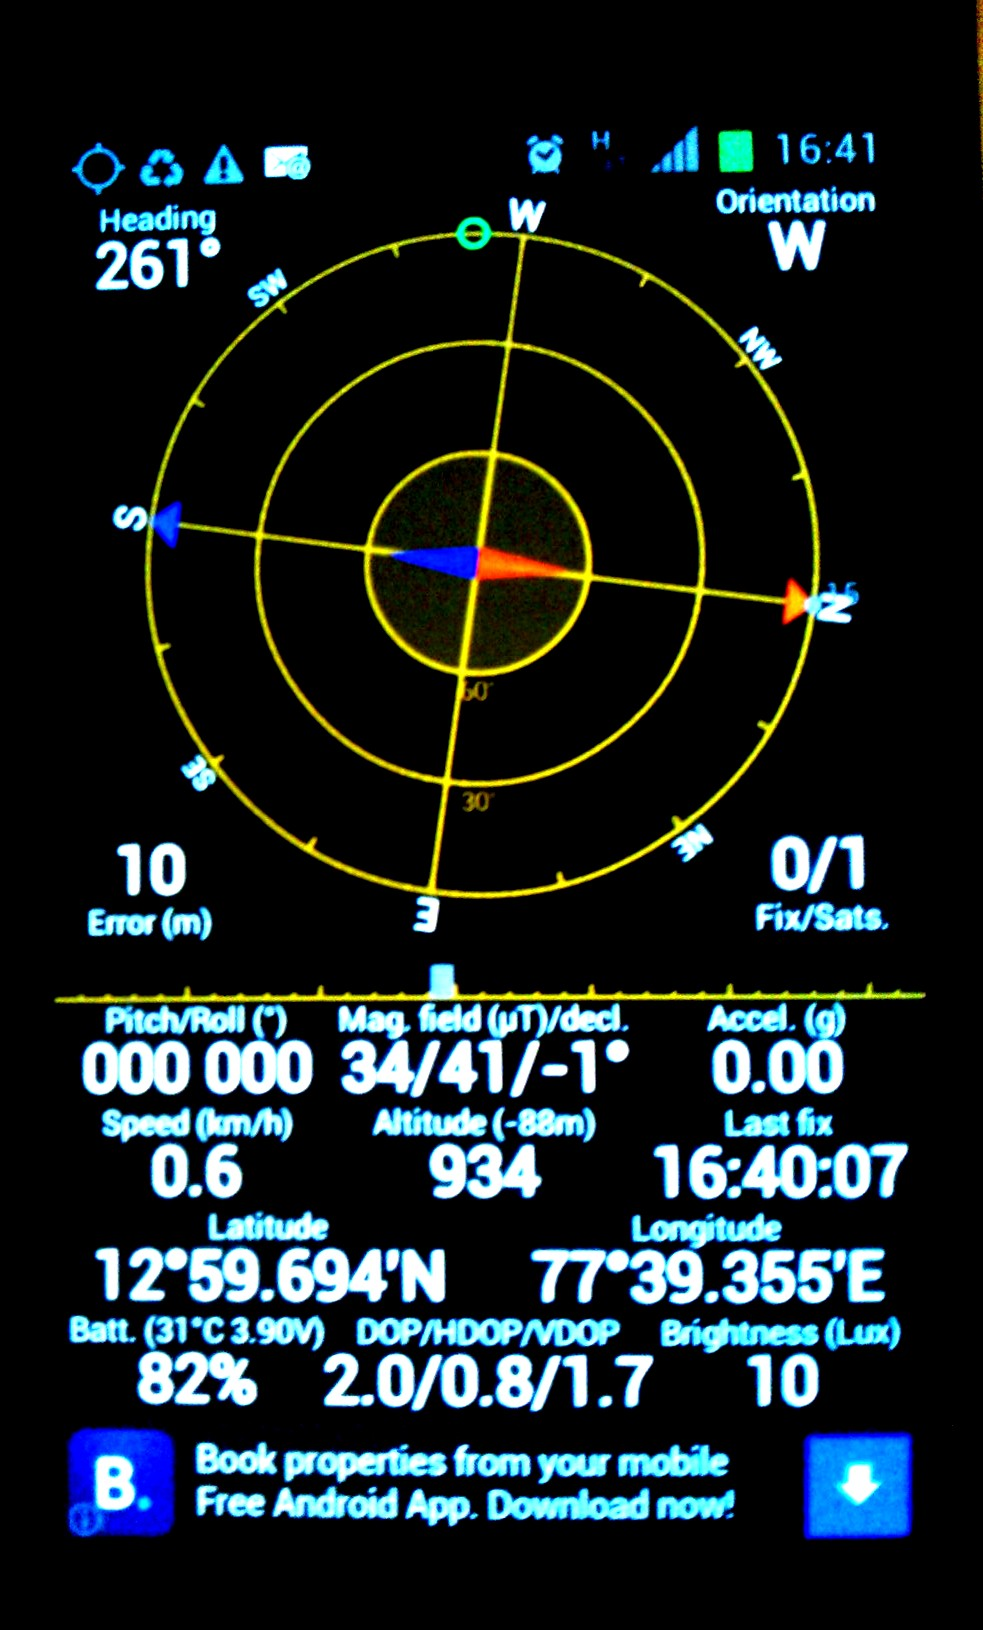 16:41
Heading
261°
Orientation
W
W
SW
NW
S
N
60°
30°
SE
NE
E
10
Error (m)
0/1
Fix/Sats.
Pitch/Roll (°) Mag. field (µT)/decl. Accel. (g)
000 000 34/41/-1° 0.00
Speed (km/h) Altitude (-88m) Last fix
0.6 934 16:40:07
Latitude Longitude
12°59.694'N 77°39.355'E
Batt. (31°C 3.90V) DOP/HDOP/VDOP Brightness (Lux)
82% 2.0/0.8/1.7 10
B.
Book properties from your mobile
Free Android App. Download now!